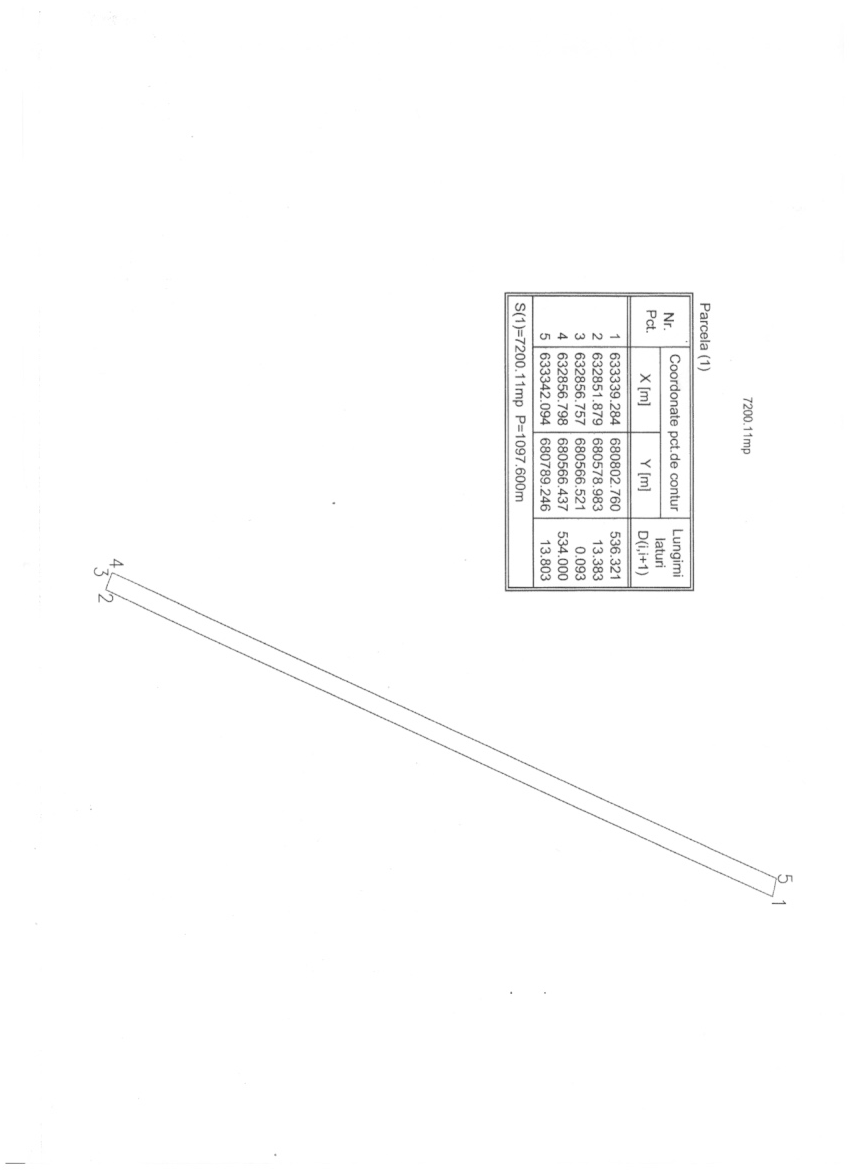 7200.11mp
Parcela (1)
Nr. Pct. Coordonate pct.de contur Lungimi laturi D(i,i+1)
X [m] Y [m]
1 633339.284 680802.760 536.321
2 632851.879 680578.983 13.383
3 632856.757 680566.521 0.093
4 632856.798 680566.437 534.000
5 633342.094 680789.246 13.803
S(1)=7200.11mp P=1097.600m
5
1
4
3
2